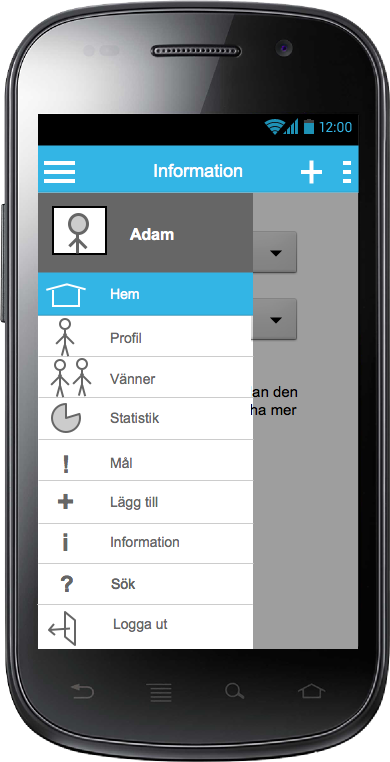 12:00
Information
Adam
Hem
Profil
Vänner
Statistik
! Mål
+ Lägg till
i Information
? Sök
Logga ut
an den
ha mer